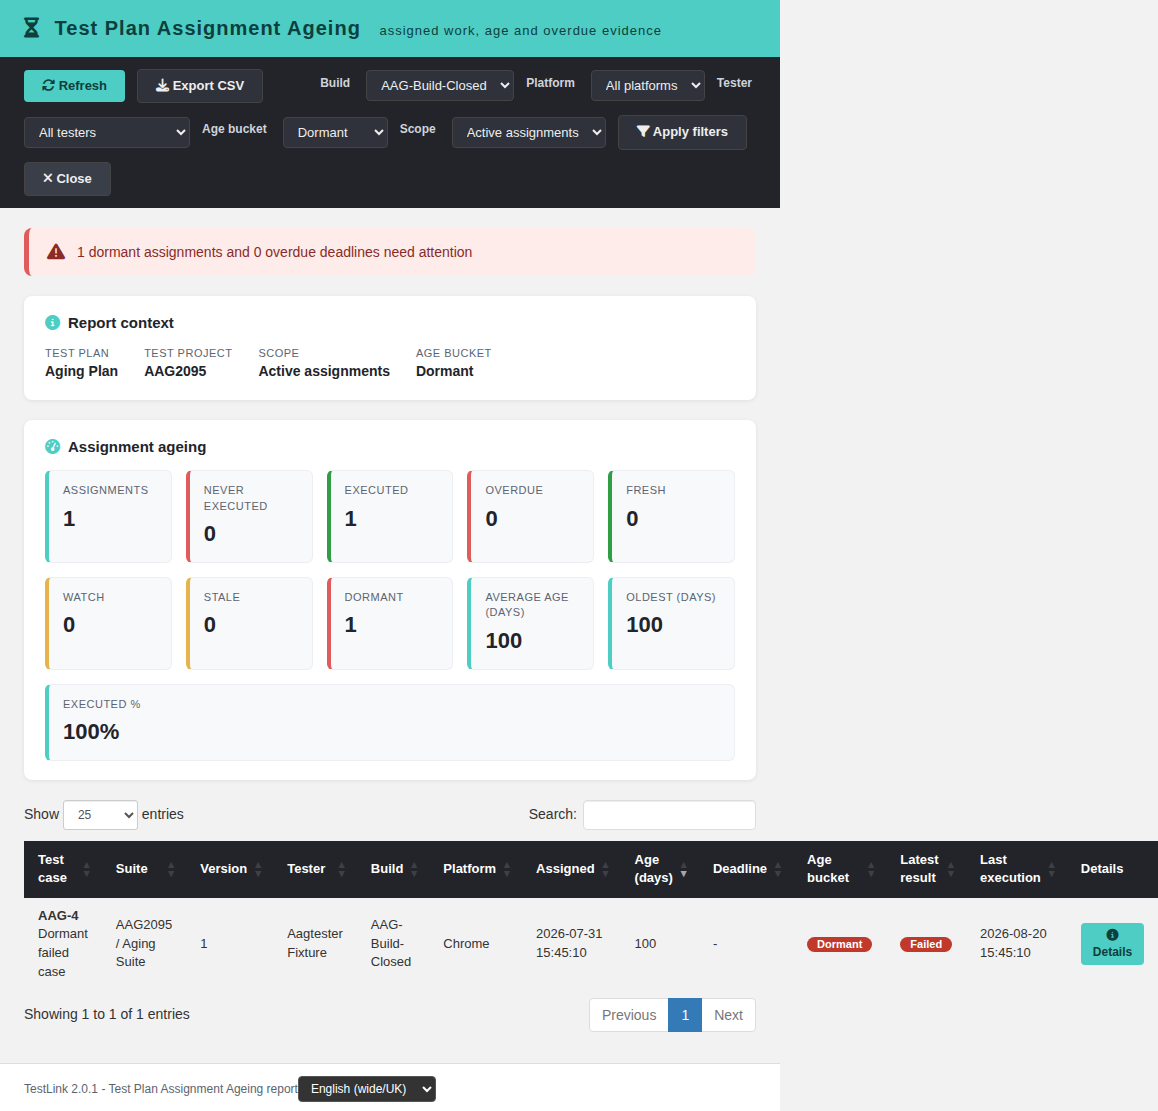 Test Plan Assignment Ageing assigned work, age and overdue evidence
Refresh Export CSV Build AAG-Build-Closed Platform All platforms Tester
All testers Age bucket Dormant Scope Active assignments Apply filters
Close
1 dormant assignments and 0 overdue deadlines need attention
Report context
TEST PLAN TEST PROJECT SCOPE AGE BUCKET
Aging Plan AAG2095 Active assignments Dormant
Assignment ageing
ASSIGNMENTS
1
NEVER
EXECUTED
0
EXECUTED
1
OVERDUE
0
FRESH
0
WATCH
0
STALE
0
DORMANT
1
AVERAGE AGE
(DAYS)
100
OLDEST (DAYS)
100
EXECUTED %
100%
Show 25 entries Search:
Test case Suite Version Tester Build Platform Assigned Age (days) Deadline Age bucket Latest result Last execution Details
AAG-4
Dormant
failed
case
AAG2095
/ Aging
Suite
1
Aagtester
Fixture
AAG-
Build-
Closed
Chrome
2026-07-31
15:45:10
100
-
Dormant
Failed
2026-08-20
15:45:10
Details
Showing 1 to 1 of 1 entries Previous 1 Next
TestLink 2.0.1 - Test Plan Assignment Ageing report English (wide/UK)